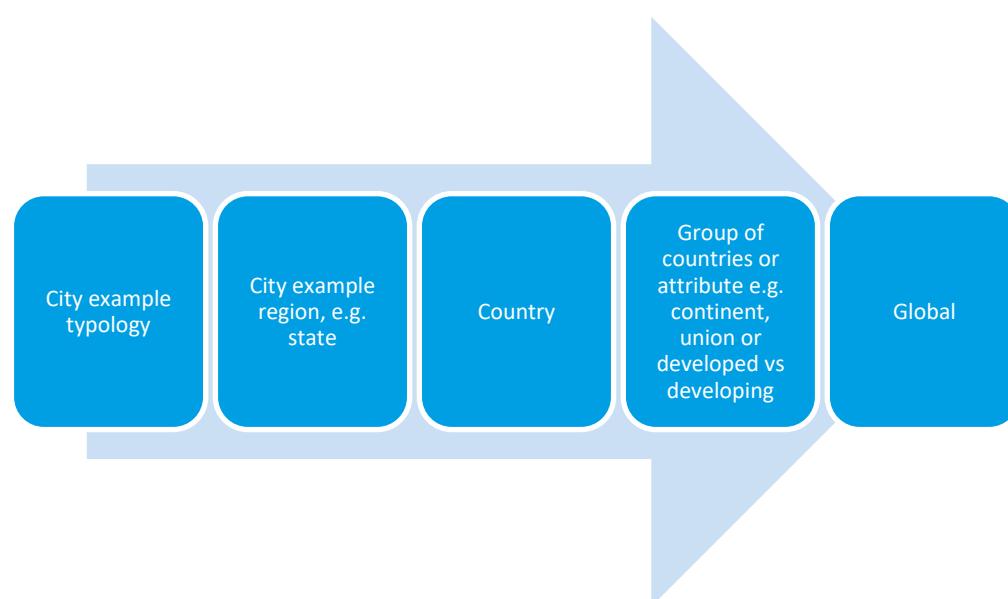 City example
typology
City example
region, e.g.
state
Country
Group of
countries or
attribute e.g.
continent,
union or
developed vs
developing
Global